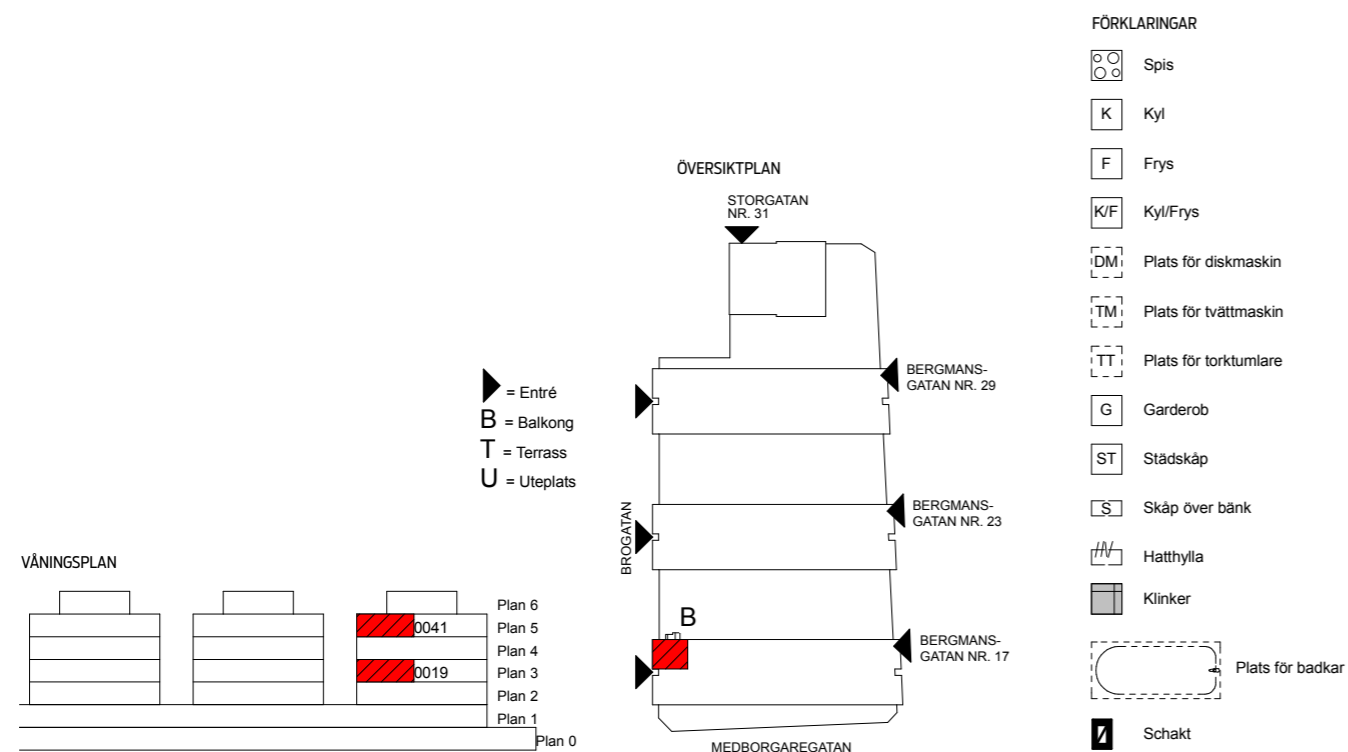 FÖRKLARINGAR
Spis
K Kyl
F Frys
K/F Kyl/Frys
DM Plats för diskmaskin
TM Plats för tvättmaskin
TT Plats för torktumlare
G Garderob
ST Städskåp
S Skåp över bänk
Hatthylla
Klinker
Plats för badkar
Schakt
ÖVERSIKTPLAN
STORGATAN
NR. 31
BERGMANS-
GATAN NR. 29
BERGMANS-
GATAN NR. 23
BROGATAN
B
BERGMANS-
GATAN NR. 17
MEDBORGAREGATAN
= Entré
B = Balkong
T = Terrass
U = Uteplats
VÅNINGSPLAN
Plan 6
0041 Plan 5
Plan 4
0019 Plan 3
Plan 2
Plan 1
Plan 0